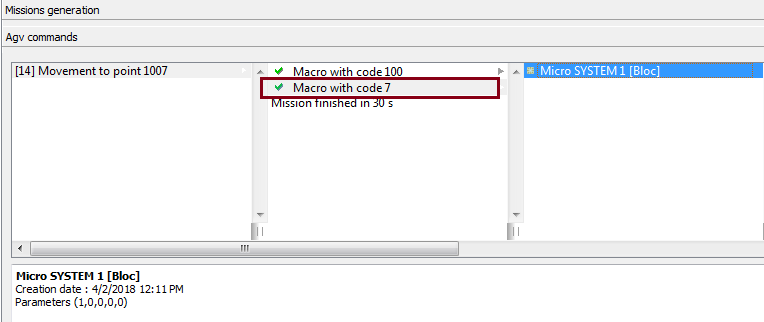 Missions generation
Agv commands
[14] Movement to point 1007
Macro with code 100
Macro with code 7
Mission finished in 30 s
Micro SYSTEM 1 [Bloc]
Micro SYSTEM 1 [Bloc]
Creation date : 4/2/2018 12:11 PM
Parameters (1,0,0,0,0)